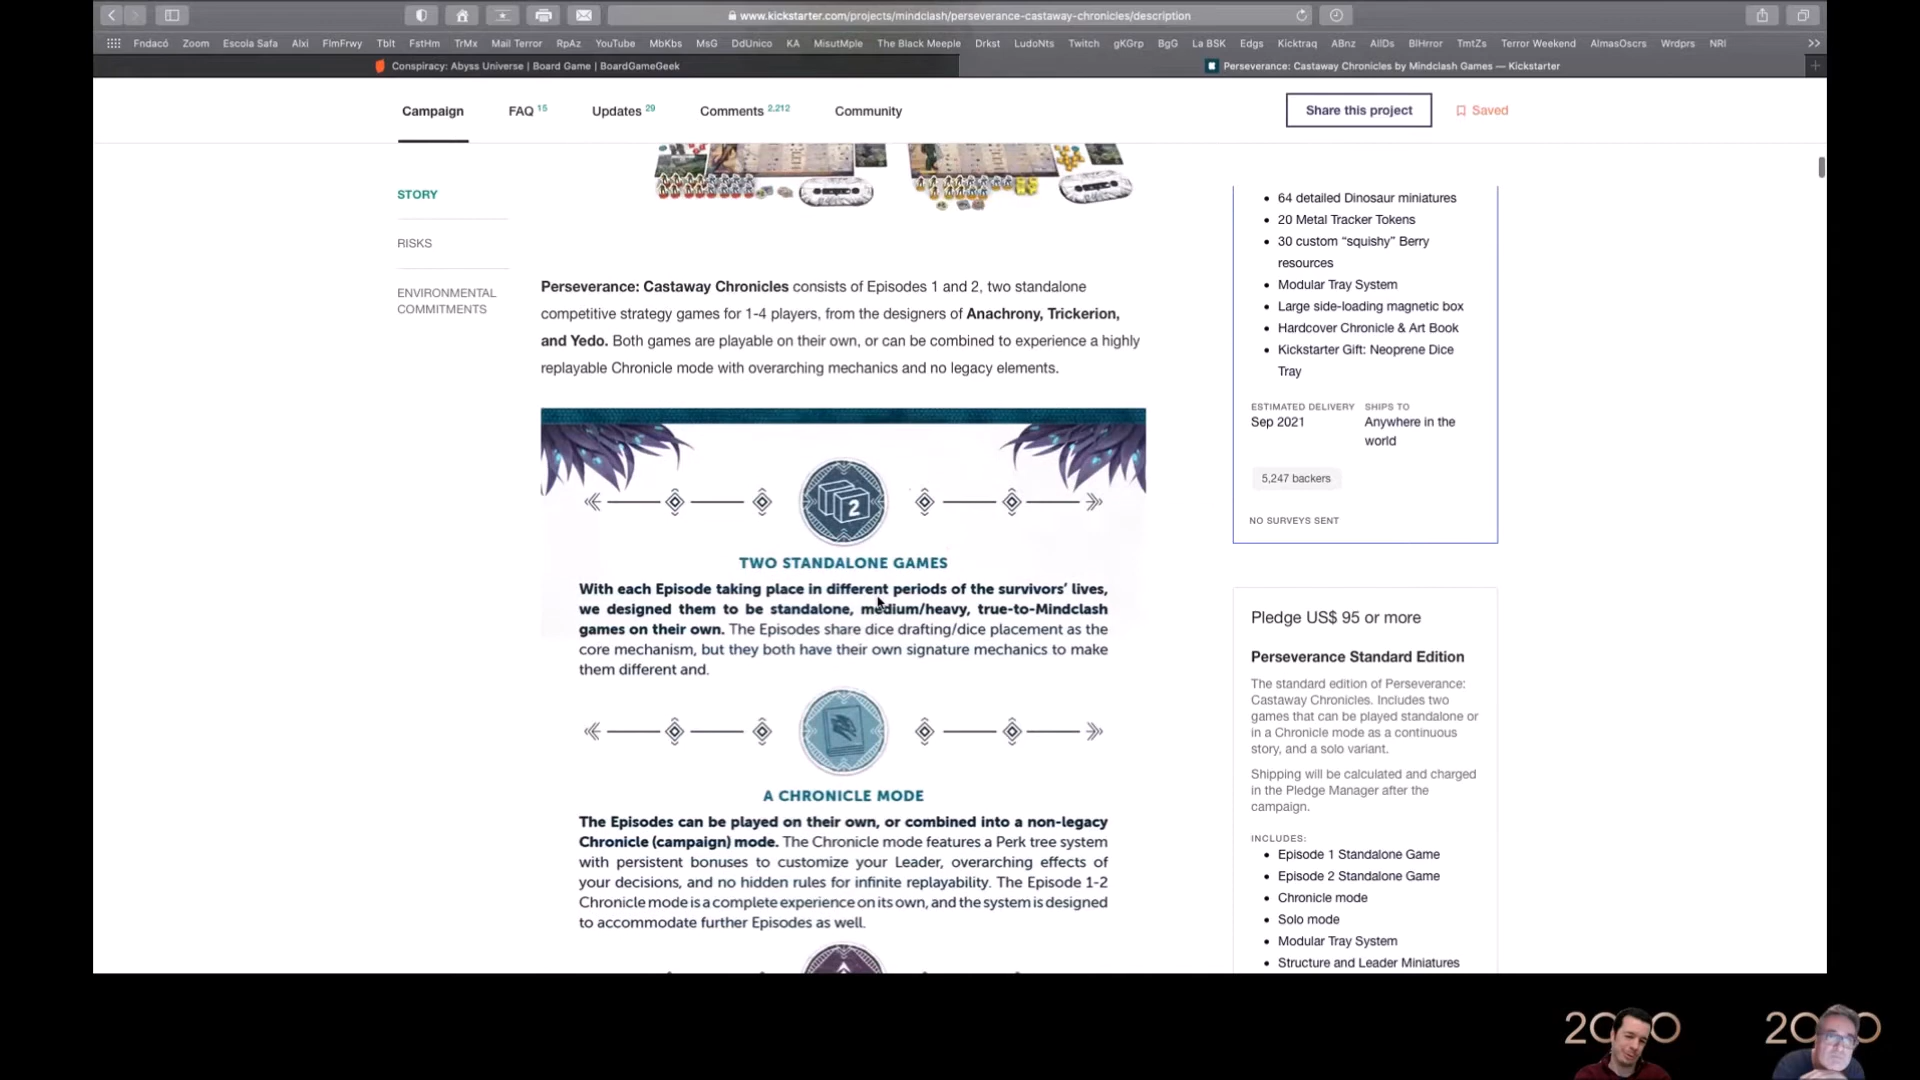 www.kickstarter.com/projects/mindclash/perseverance-castaway-chronicles/description
Fndacó Zoom Escola Safa Alxi FlmFrwy Tblt FstHm TrMx Mail Terror RpAz YouTube MbKbs MsG DdUnico KA MisutMple The Black Meeple Drkst LudoNts Twitch gKGrp BgG La BSK Edgs Kicktraq ABnz AllDs BlHrror TmtZs Terror Weekend AlmasOscrs Wrdprs NRI
Conspiracy: Abyss Universe | Board Game | BoardGameGeek
Perseverance: Castaway Chronicles by Mindclash Games — Kickstarter
Campaign FAQ 15 Updates 29 Comments 2,212 Community
Share this project
Saved
STORY
RISKS
ENVIRONMENTAL
COMMITMENTS
Perseverance: Castaway Chronicles consists of Episodes 1 and 2, two standalone
competitive strategy games for 1-4 players, from the designers of Anachrony, Trickerion,
and Yedo. Both games are playable on their own, or can be combined to experience a highly
replayable Chronicle mode with overarching mechanics and no legacy elements.
2
TWO STANDALONE GAMES
With each Episode taking place in different periods of the survivors' lives,
we designed them to be standalone, medium/heavy, true-to-Mindclash
games on their own. The Episodes share dice drafting/dice placement as the
core mechanism, but they both have their own signature mechanics to make
them different and.
A CHRONICLE MODE
The Episodes can be played on their own, or combined into a non-legacy
Chronicle (campaign) mode. The Chronicle mode features a Perk tree system
with persistent bonuses to customize your Leader, overarching effects of
your decisions, and no hidden rules for infinite replayability. The Episode 1-2
Chronicle mode is a complete experience on its own, and the system is designed
to accommodate further Episodes as well.
64 detailed Dinosaur miniatures
20 Metal Tracker Tokens
30 custom “squishy” Berry
resources
Modular Tray System
Large side-loading magnetic box
Hardcover Chronicle & Art Book
Kickstarter Gift: Neoprene Dice
Tray
ESTIMATED DELIVERY SHIPS TO
Sep 2021 Anywhere in the
world
5,247 backers
NO SURVEYS SENT
Pledge US$ 95 or more
Perseverance Standard Edition
The standard edition of Perseverance:
Castaway Chronicles. Includes two
games that can be played standalone or
in a Chronicle mode as a continuous
story, and a solo variant.
Shipping will be calculated and charged
in the Pledge Manager after the
campaign.
INCLUDES:
Episode 1 Standalone Game
Episode 2 Standalone Game
Chronicle mode
Solo mode
Modular Tray System
Structure and Leader Miniatures